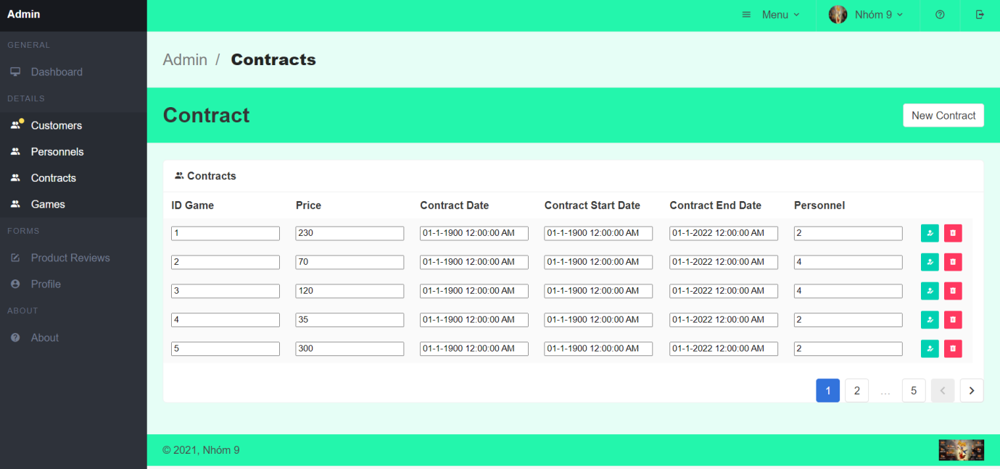 Admin
Menu
Nhóm 9
GENERAL
Dashboard
DETAILS
Customers
Personnels
Contracts
Games
FORMS
Product Reviews
Profile
ABOUT
About
Admin / Contracts
Contract
New Contract
Contracts
ID Game Price Contract Date Contract Start Date Contract End Date Personnel
1 230 01-1-1900 12:00:00 AM 01-1-1900 12:00:00 AM 01-1-2022 12:00:00 AM 2
2 70 01-1-1900 12:00:00 AM 01-1-1900 12:00:00 AM 01-1-2022 12:00:00 AM 4
3 120 01-1-1900 12:00:00 AM 01-1-1900 12:00:00 AM 01-1-2022 12:00:00 AM 4
4 35 01-1-1900 12:00:00 AM 01-1-1900 12:00:00 AM 01-1-2022 12:00:00 AM 2
5 300 01-1-1900 12:00:00 AM 01-1-1900 12:00:00 AM 01-1-2022 12:00:00 AM 2
1 2 ... 5
© 2021, Nhóm 9